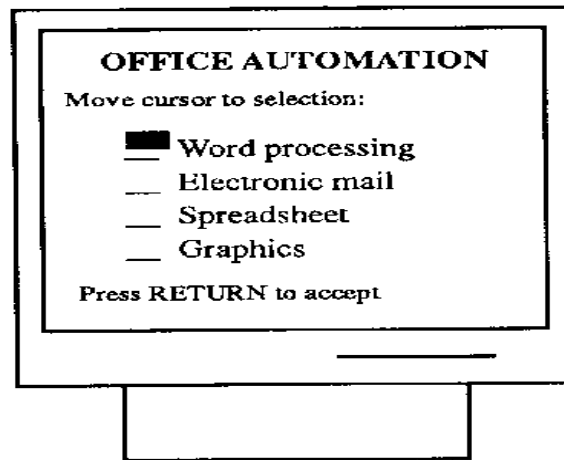 OFFICE AUTOMATION
Move cursor to selection:
Word processing
Electronic mail
Spreadsheet
Graphics
Press RETURN to accept